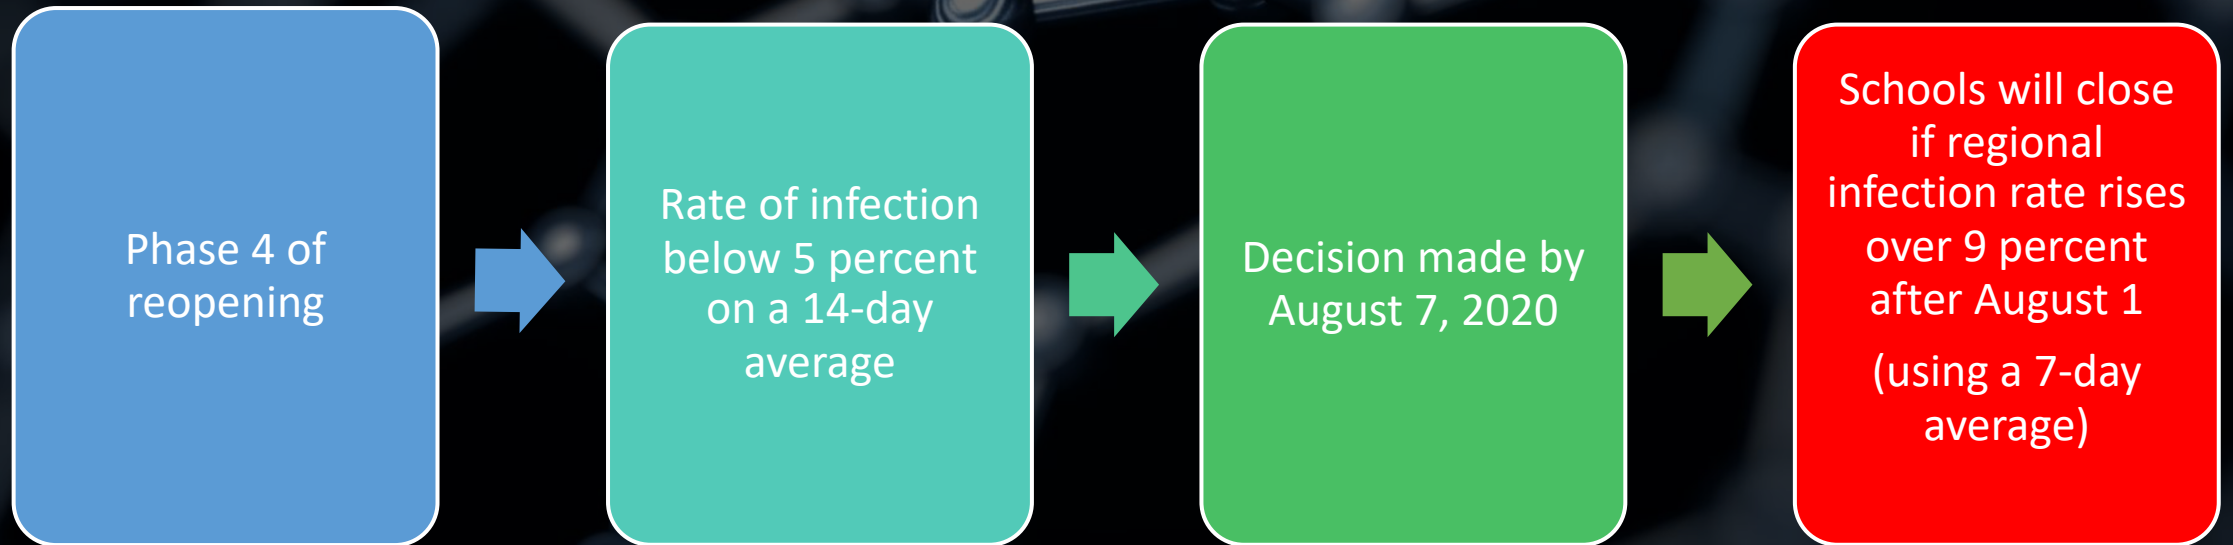 Phase 4 of
reopening
Rate of infection
below 5 percent
on a 14-day
average
Decision made by
August 7, 2020
Schools will close
if regional
infection rate rises
over 9 percent
after August 1
(using a 7-day
average)